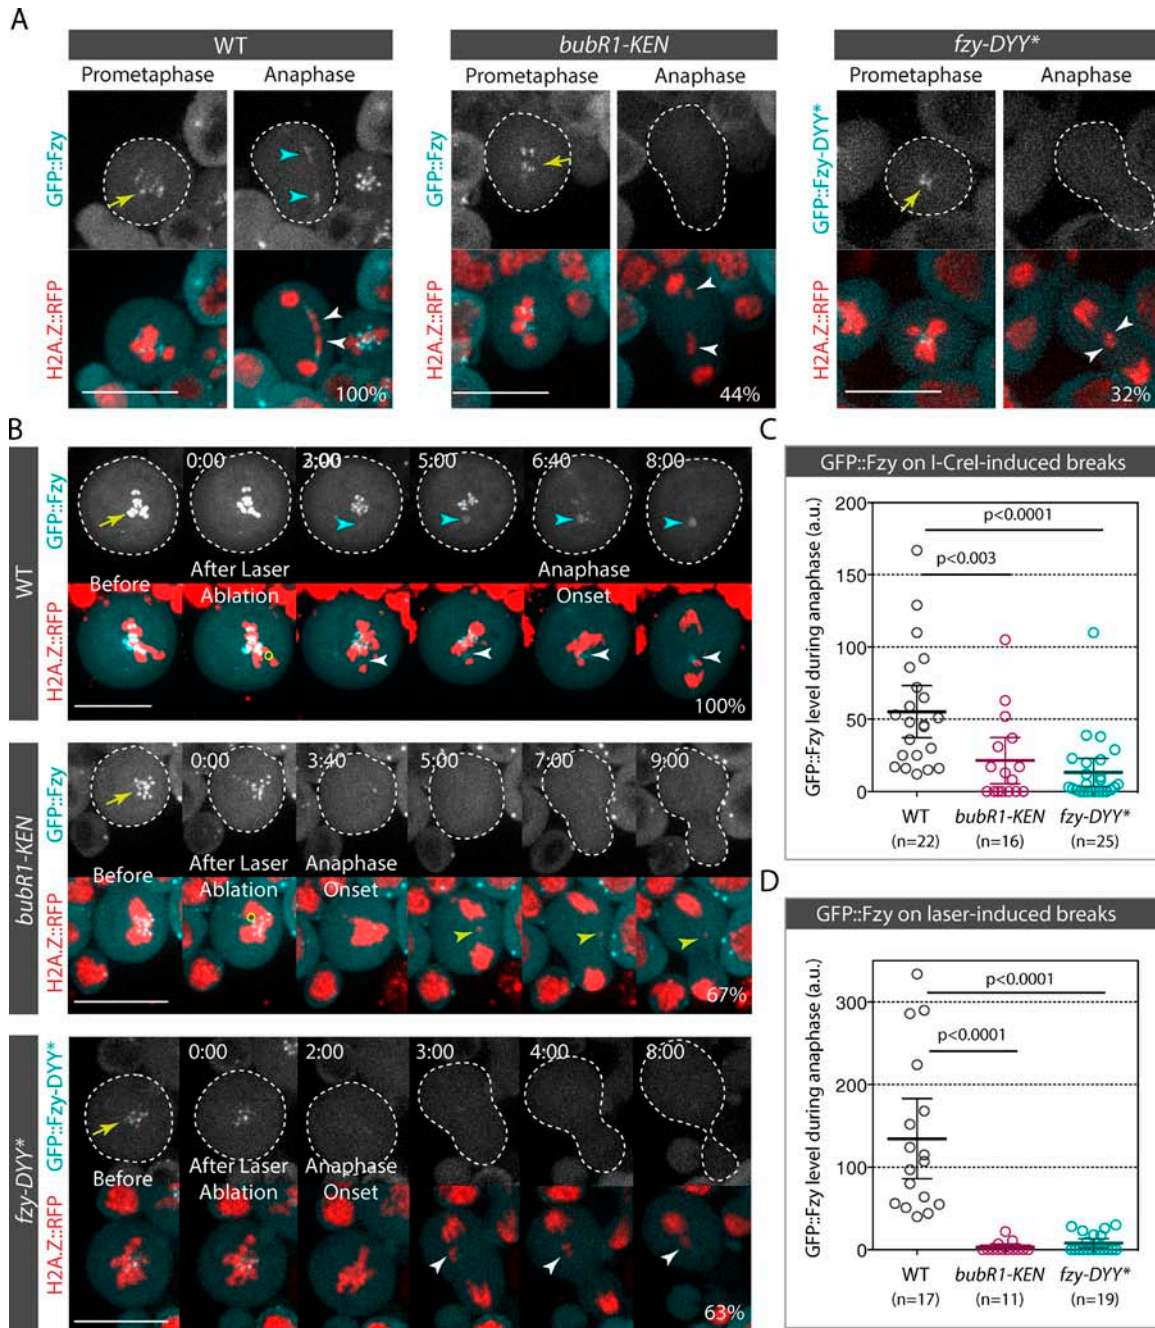 A
WT
bubR1-KEN
fzy-DYY*
Prometaphase
Anaphase
Prometaphase
Anaphase
Prometaphase
Anaphase
GFP::Fzy
GFP::Fzy
GFP::Fzy-DYY*
H2A.Z::RFP
H2A.Z::RFP
H2A.Z::RFP
100%
44%
32%
B
WT
GFP::Fzy
0:00
5:00
6:40
8:00
Before
After Laser Ablation
Anaphase Onset
H2A.Z::RFP
100%
bubR1-KEN
GFP::Fzy
0:00
3:40
5:00
7:00
9:00
Before
After Laser Ablation
Anaphase Onset
H2A.Z::RFP
67%
fzy-DYY*
GFP::Fzy-DYY*
0:00
2:00
3:00
4:00
8:00
Before
After Laser Ablation
Anaphase Onset
H2A.Z::RFP
63%
C
GFP::Fzy on I-CreI-induced breaks
GFP::Fzy level during anaphase (a.u.)
200
150
100
50
0
p<0.0001
p<0.003
WT
bubR1-KEN
fzy-DYY*
(n=22)
(n=16)
(n=25)
D
GFP::Fzy on laser-induced breaks
GFP::Fzy level during anaphase (a.u.)
300
200
100
0
p<0.0001
p<0.0001
WT
bubR1-KEN
fzy-DYY*
(n=17)
(n=11)
(n=19)